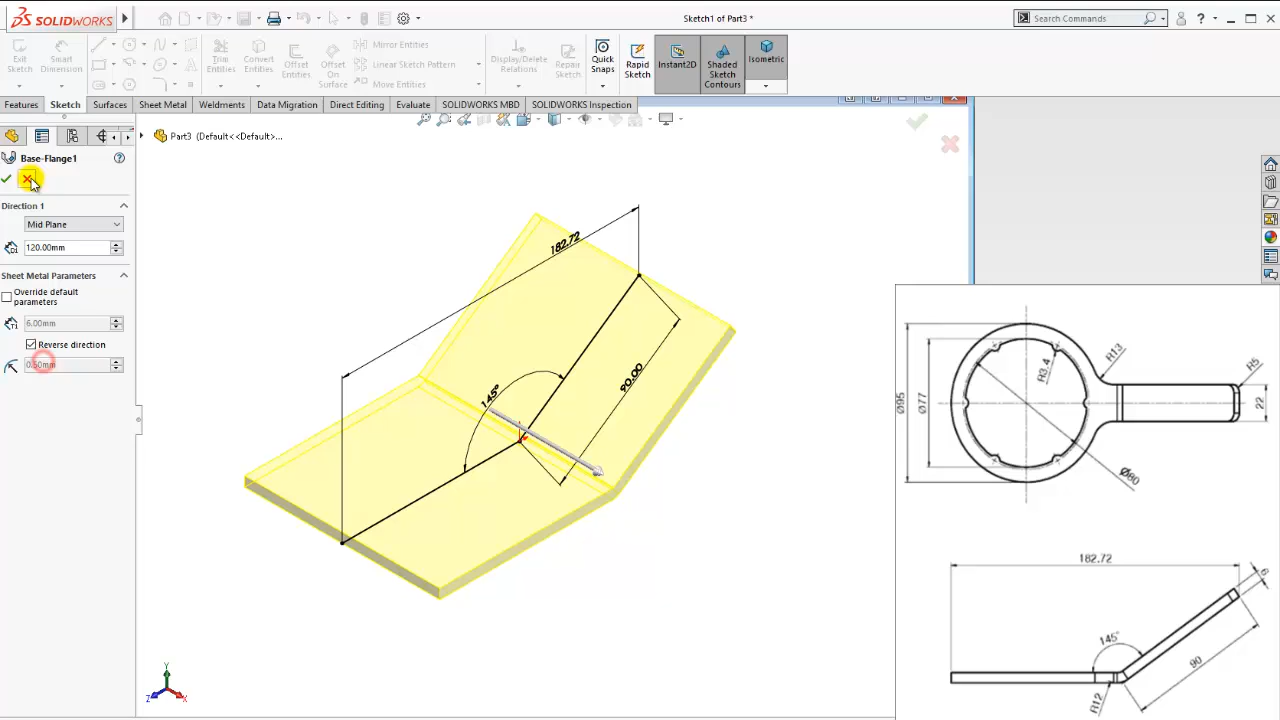 SOLIDWORKS
Sketch1 of Part3 *
Search Commands
?
Exit Sketch
Smart Dimension
Trim Entities
Convert Entities
Offset Entities
Offset On Surface
Mirror Entities
Linear Sketch Pattern
Move Entities
Display/Delete Relations
Repair Sketch
Quick Snaps
Rapid Sketch
Instant2D
Shaded Sketch Contours
Isometric
Features
Sketch
Surfaces
Sheet Metal
Weldments
Data Migration
Direct Editing
Evaluate
SOLIDWORKS MBD
SOLIDWORKS Inspection
Part3 (Default<<Default>...
Base-Flange1
?
Direction 1
Mid Plane
120.00mm
Sheet Metal Parameters
Override default
parameters
6.00mm
Reverse direction
0.50mm
182.72
145°
90.00
Y
Z
X
Ø95
Ø77
R3.4
R13
R5
22
Ø80
182.72
6
145°
90
R12